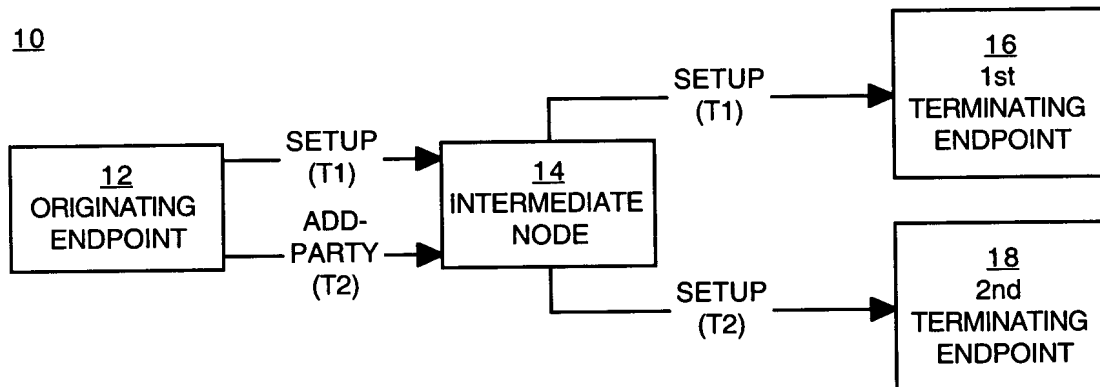 10
12
ORIGINATING
ENDPOINT
SETUP
(T1)
ADD-
PARTY
(T2)
14
INTERMEDIATE
NODE
SETUP
(T1)
SETUP
(T2)
16
1st
TERMINATING
ENDPOINT
18
2nd
TERMINATING
ENDPOINT